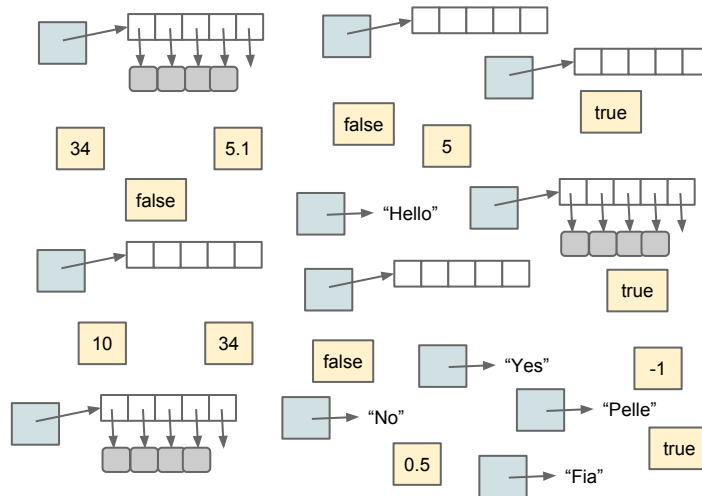 false
true
5
34
5.1
false
“Hello”
true
10
34
false
“Yes”
-1
“No”
“Pelle”
true
0.5
“Fia”